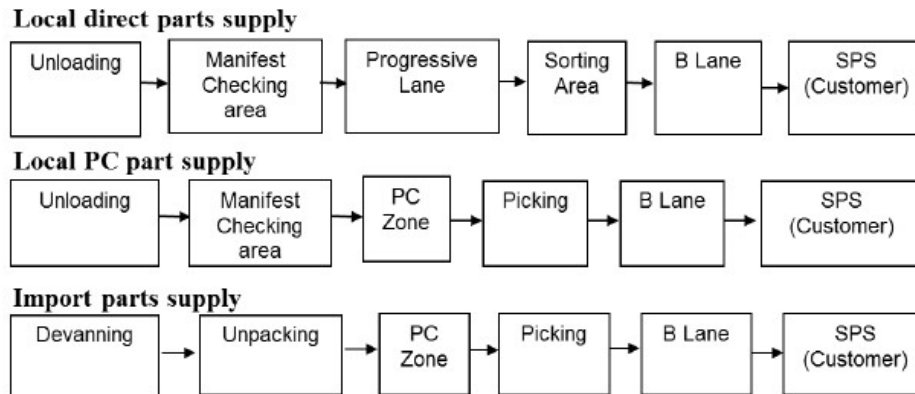 Local direct parts supply
Unloading
Manifest
Checking
area
Progressive
Lane
Sorting
Area
B Lane
SPS
(Customer)
Local PC part supply
Unloading
Manifest
Checking
area
PC
Zone
Picking
B Lane
SPS
(Customer)
Import parts supply
Devanning
Unpacking
PC
Zone
Picking
B Lane
SPS
(Customer)